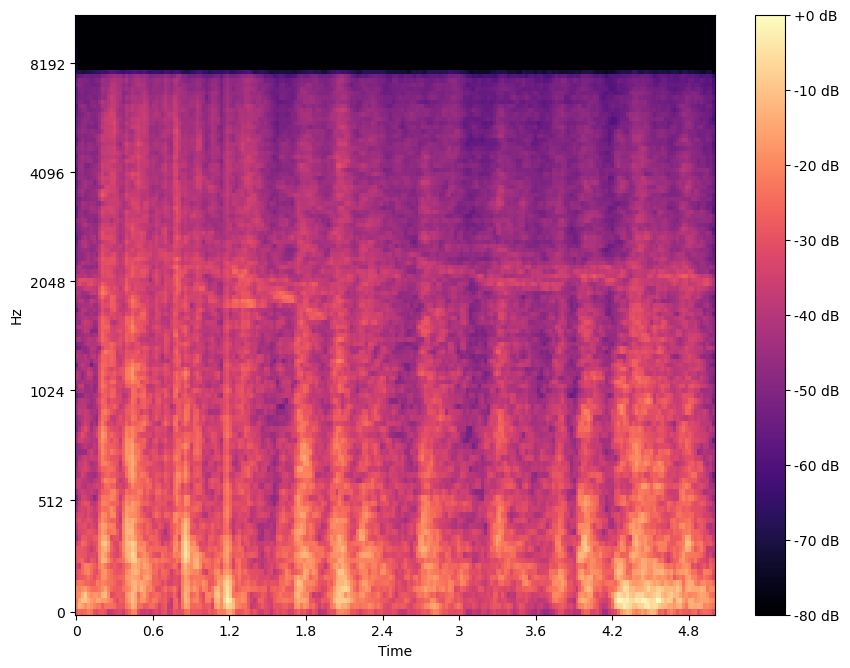 +0 dB
8192
-10 dB
4096
-20 dB
-30 dB
2048
Hz
-40 dB
1024
-50 dB
512
-60 dB
-70 dB
0
-80 dB
0 0.6 1.2 1.8 2.4 3 3.6 4.2 4.8
Time